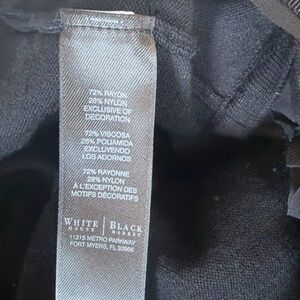 72% RAYON
28% NYLON
EXCLUSIVE OF
DECORATION
72% VISCOSA
28% POLIAMIDA
EXCLUYENDO
LOS ADORNOS
72% RAYONNE
28% NYLON
À L'EXCEPTION DES
MOTIFS DÉCORATIFS
WHITE | BLACK
HOUSE | MARKET
11215 METRO PARKWAY
FORT MYERS, FL 33966